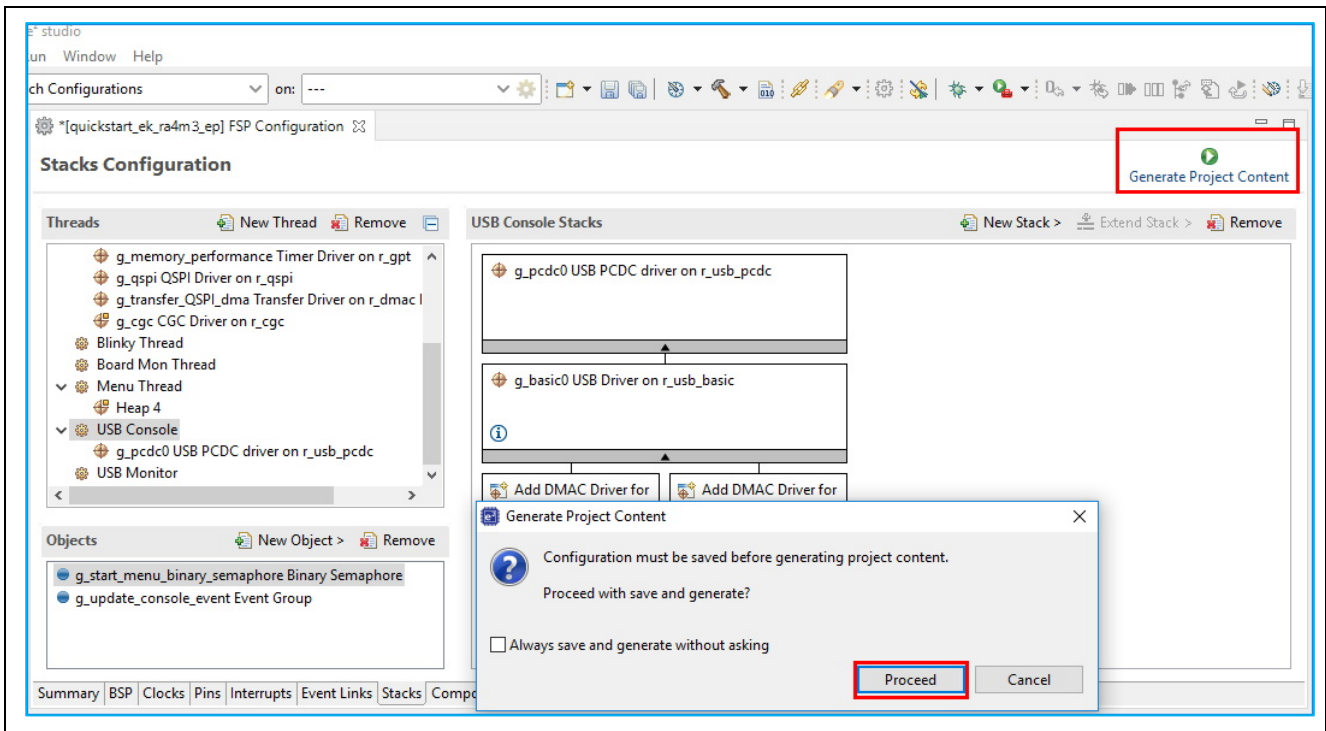 e² studio
un Window Help
ch Configurations on: ---
*[quickstart_ek_ra4m3_ep] FSP Configuration
Stacks Configuration
Generate Project Content
Threads New Thread Remove
USB Console Stacks New Stack > Extend Stack > Remove
g_memory_performance Timer Driver on r_gpt
g_qspi QSPI Driver on r_qspi
g_transfer_QSPI_dma Transfer Driver on r_dmac
g_cgc CGC Driver on r_cgc
Blinky Thread
Board Mon Thread
Menu Thread
Heap 4
USB Console
g_pcdc0 USB PCDC driver on r_usb_pcdc
USB Monitor
g_pcdc0 USB PCDC driver on r_usb_pcdc
g_basic0 USB Driver on r_usb_basic
Add DMAC Driver for Add DMAC Driver for
Objects New Object > Remove
g_start_menu_binary_semaphore Binary Semaphore
g_update_console_event Event Group
Generate Project Content
Configuration must be saved before generating project content.
Proceed with save and generate?
Always save and generate without asking
Proceed Cancel
Summary BSP Clocks Pins Interrupts Event Links Stacks Comp